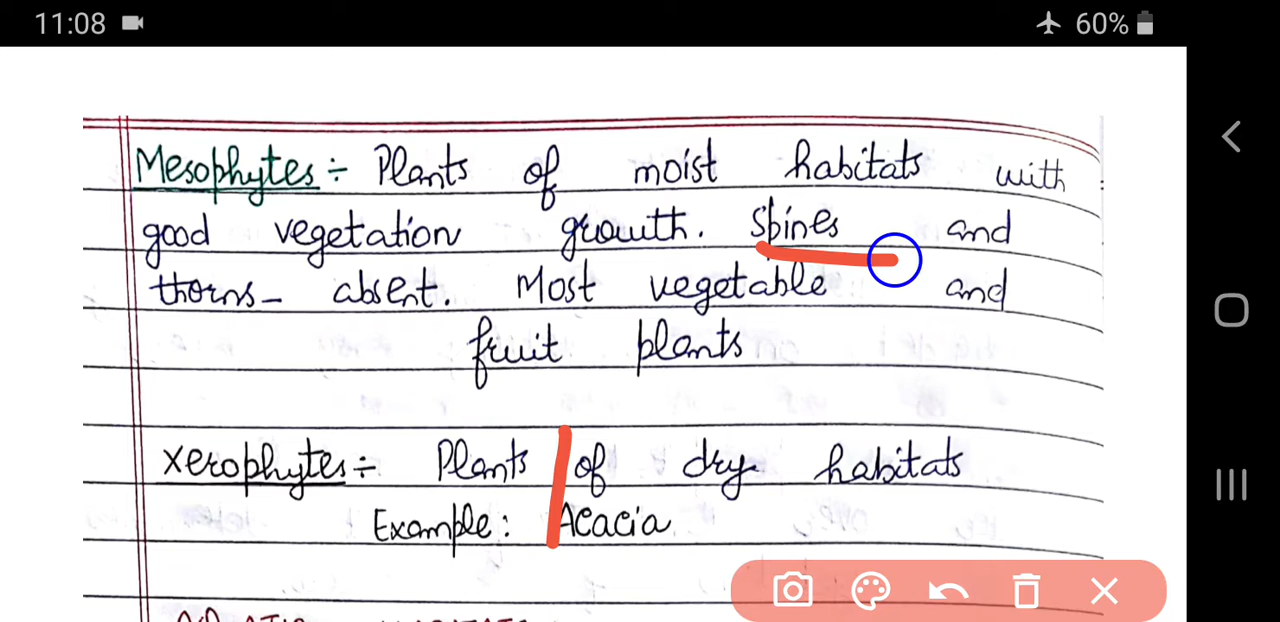 11:08 60%
Mesophytes ÷ Plants of moist habitats with
good vegetation growth. Spines and
thorns - absent. Most vegetable and
fruit plants
Xerophytes ÷ Plants of dry habitats
Example: Acacia